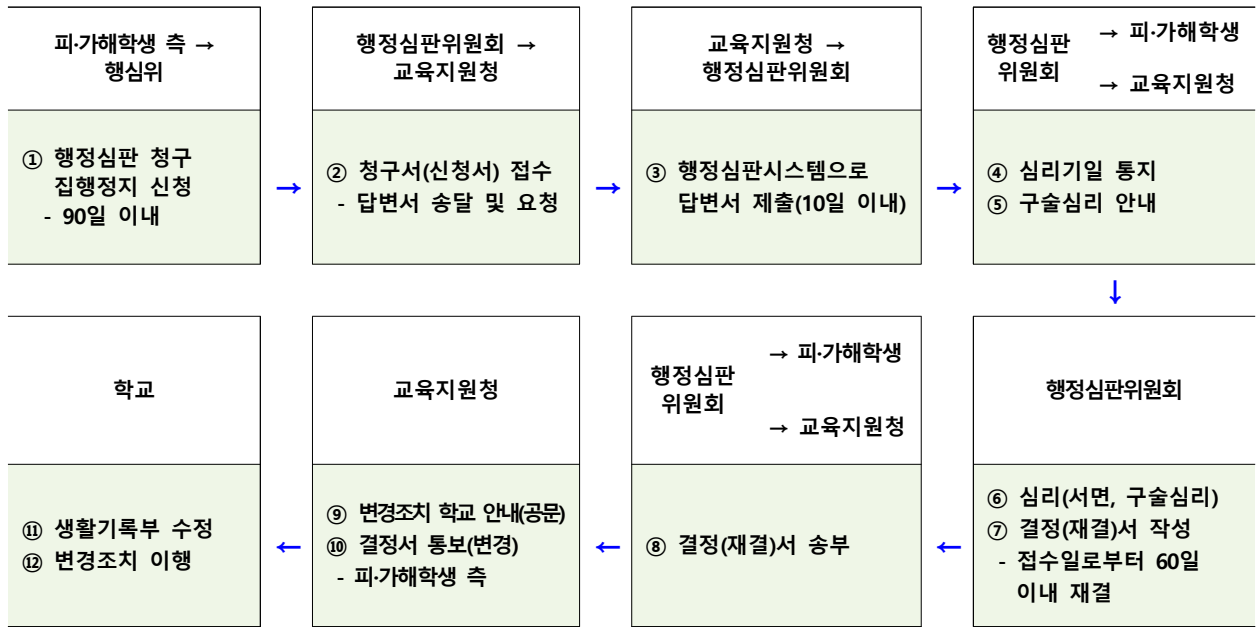 피·가해학생 측 →
행심위
① 행정심판 청구
집행정지 신청
- 90일 이내
→
행정심판위원회 →
교육지원청
② 청구서(신청서) 접수
- 답변서 송달 및 요청
→
교육지원청 →
행정심판위원회
③ 행정심판시스템으로
답변서 제출(10일 이내)
→
행정심판
위원회
→ 피·가해학생
→ 교육지원청
④ 심리기일 통지
⑤ 구술심리 안내
↓
행정심판위원회
⑥ 심리(서면, 구술심리)
⑦ 결정(재결)서 작성
- 접수일로부터 60일
이내 재결
←
행정심판
위원회
→ 피·가해학생
→ 교육지원청
⑧ 결정(재결)서 송부
←
교육지원청
⑨ 변경조치 학교 안내(공문)
⑩ 결정서 통보(변경)
- 피·가해학생 측
←
학교
⑪ 생활기록부 수정
⑫ 변경조치 이행